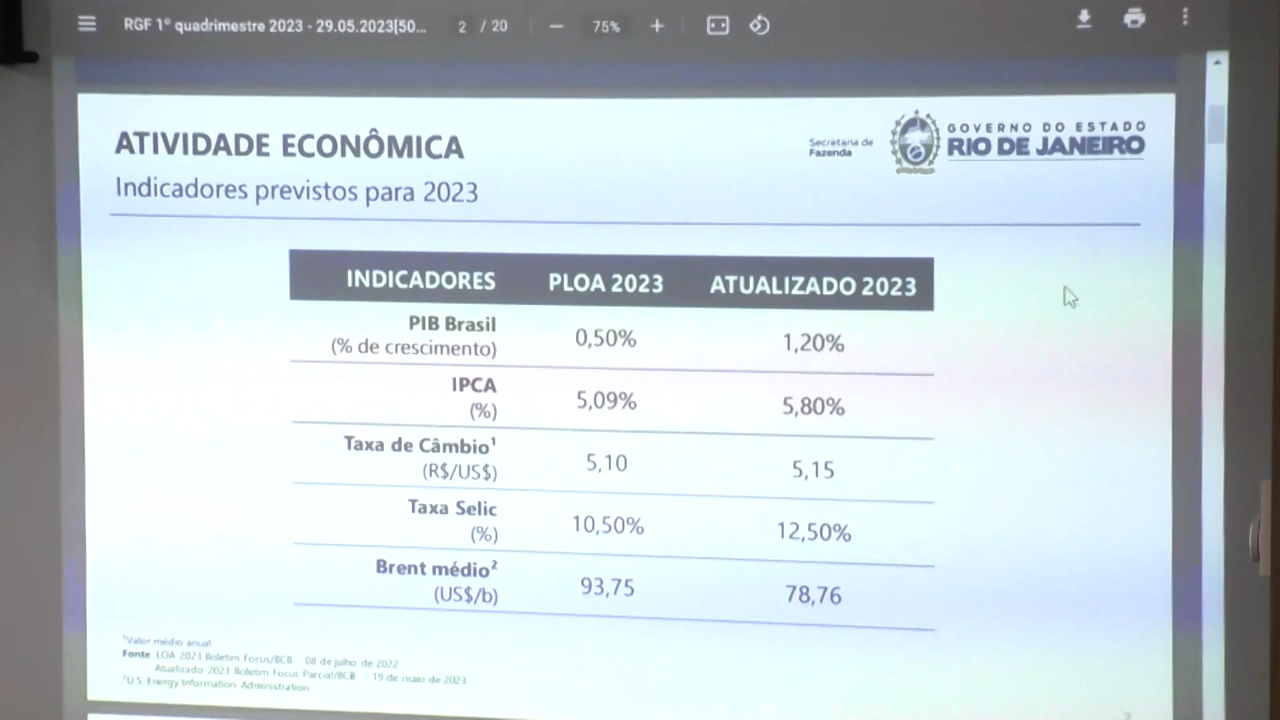 RGF 1º quadrimestre 2023 - 29.05.2023[50...
2 / 20
75%
ATIVIDADE ECONÔMICA
Indicadores previstos para 2023
Secretaria de
Fazenda
GOVERNO DO ESTADO
RIO DE JANEIRO
INDICADORES PLOA 2023 ATUALIZADO 2023
PIB Brasil
(% de crescimento) 0,50% 1,20%
IPCA
(%) 5,09% 5,80%
Taxa de Câmbio¹
(R$/US$) 5,10 5,15
Taxa Selic
(%) 10,50% 12,50%
Brent médio²
(US$/b) 93,75 78,76
¹Valor médio anual
Fonte LOA 2023 Boletim Focus/BCB 08 de julho de 2022
Atualizado 2023 Boletim Focus Parcial/BCB 19 de maio de 2023
²U.S. Energy Information Administration